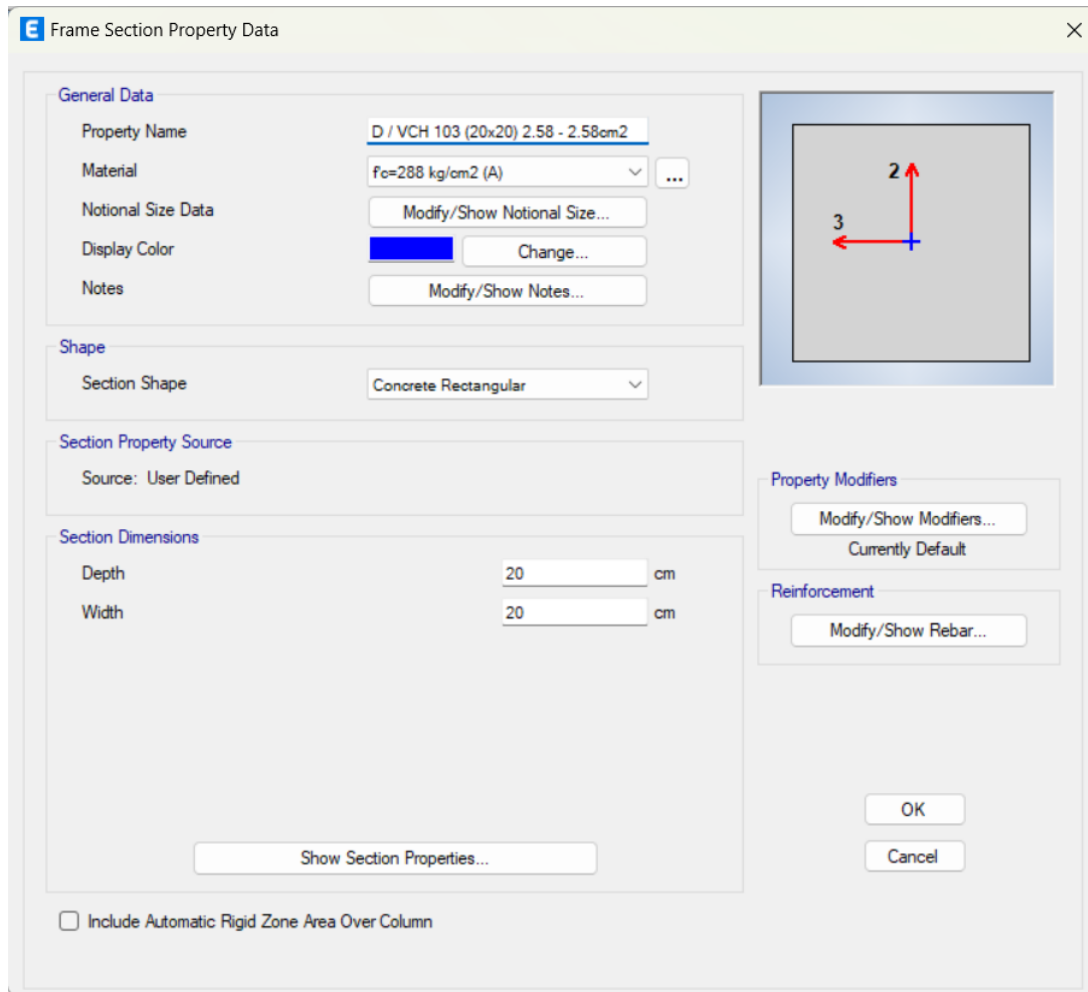 E Frame Section Property Data
General Data
Property Name D / VCH 103 (20x20) 2.58 - 2.58cm2
Material f'c=288 kg/cm2 (A) ...
Notional Size Data Modify/Show Notional Size...
Display Color Change...
Notes Modify/Show Notes...
2
3
Shape
Section Shape Concrete Rectangular
Section Property Source
Source: User Defined
Property Modifiers
Modify/Show Modifiers...
Currently Default
Section Dimensions
Depth 20 cm
Width 20 cm
Reinforcement
Modify/Show Rebar...
OK
Show Section Properties...
Cancel
Include Automatic Rigid Zone Area Over Column